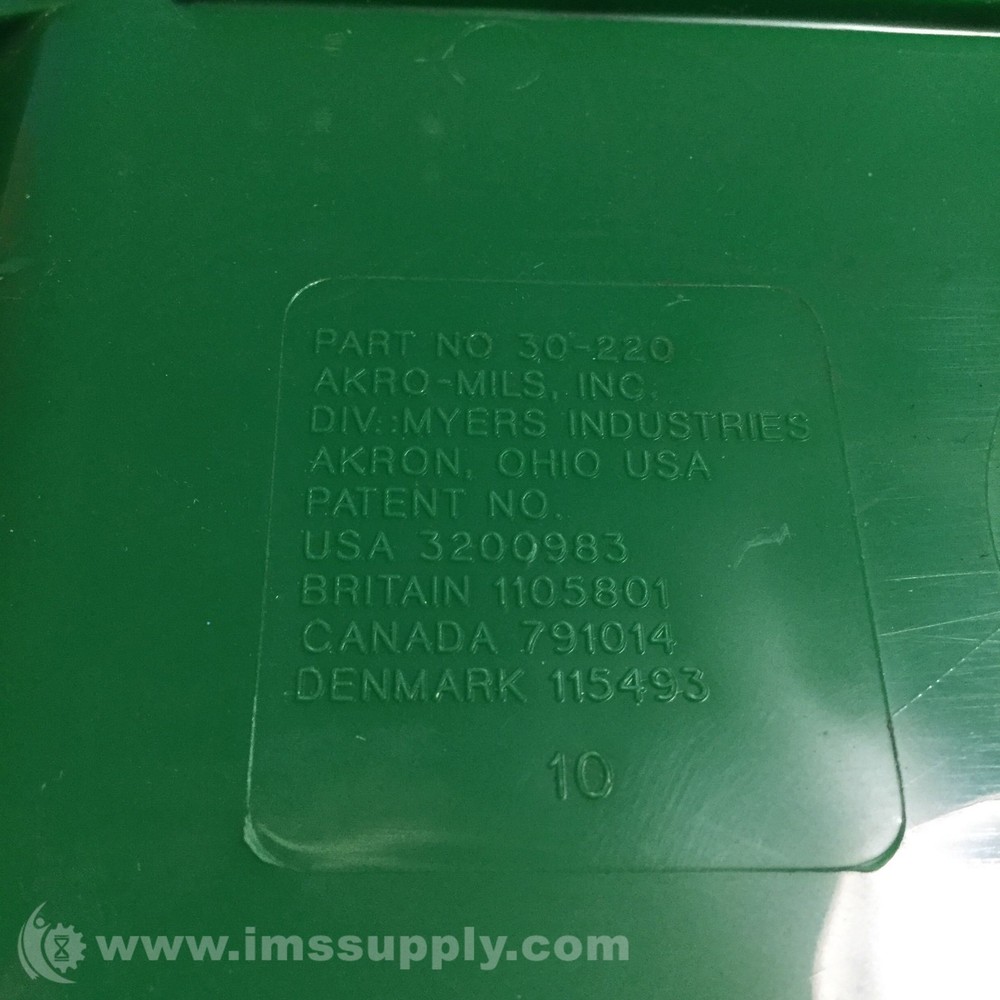 PART NO 30-220
AKRO-MILS, INC.
DIV. MYERS INDUSTRIES
AKRON, OHIO USA
PATENT NO.
USA 3200983
BRITAIN 1105801
CANADA 791014
DENMARK 115493
10
www.imssupply.com